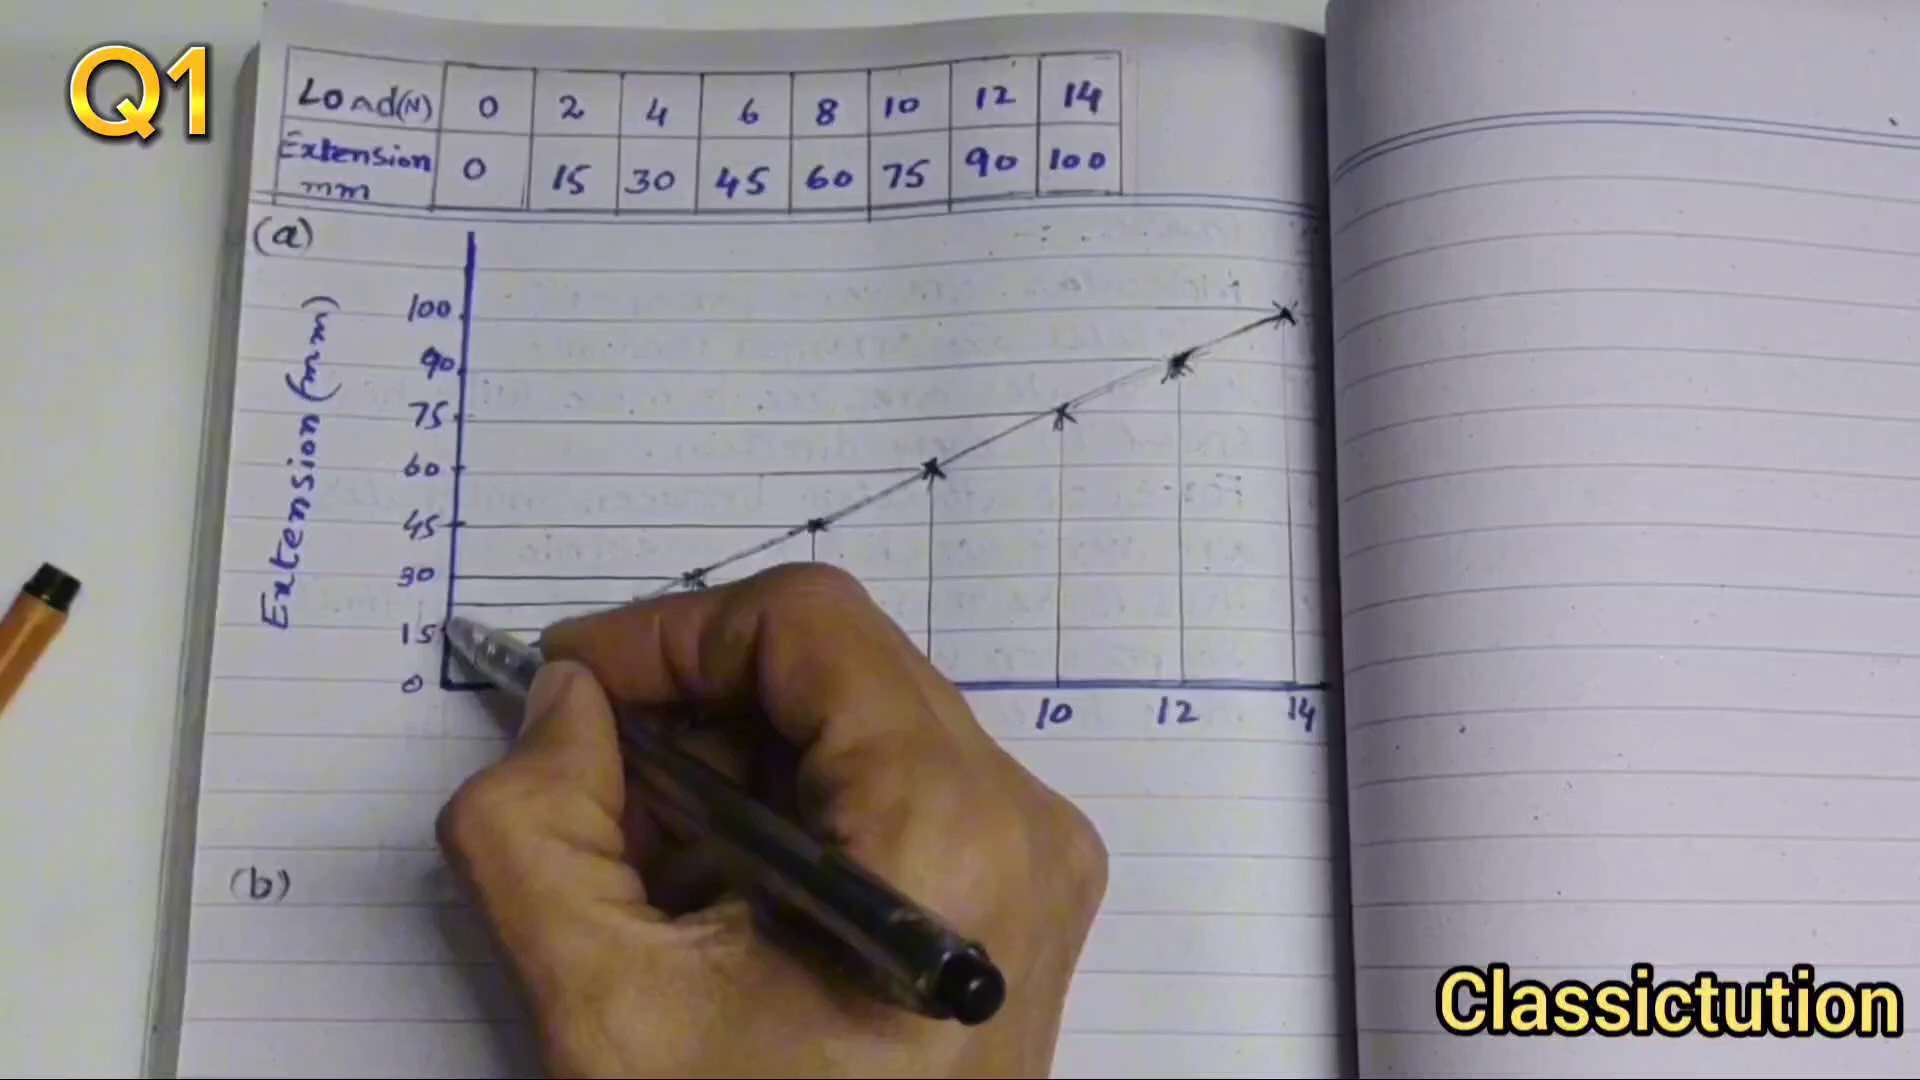 Q1
Load(N) 0 2 4 6 8 10 12 14
Extension mm 0 15 30 45 60 75 90 100
(a)
Extension (mm)
100
90
75
60
45
30
15
0
10 12 14
(b)
Classictution